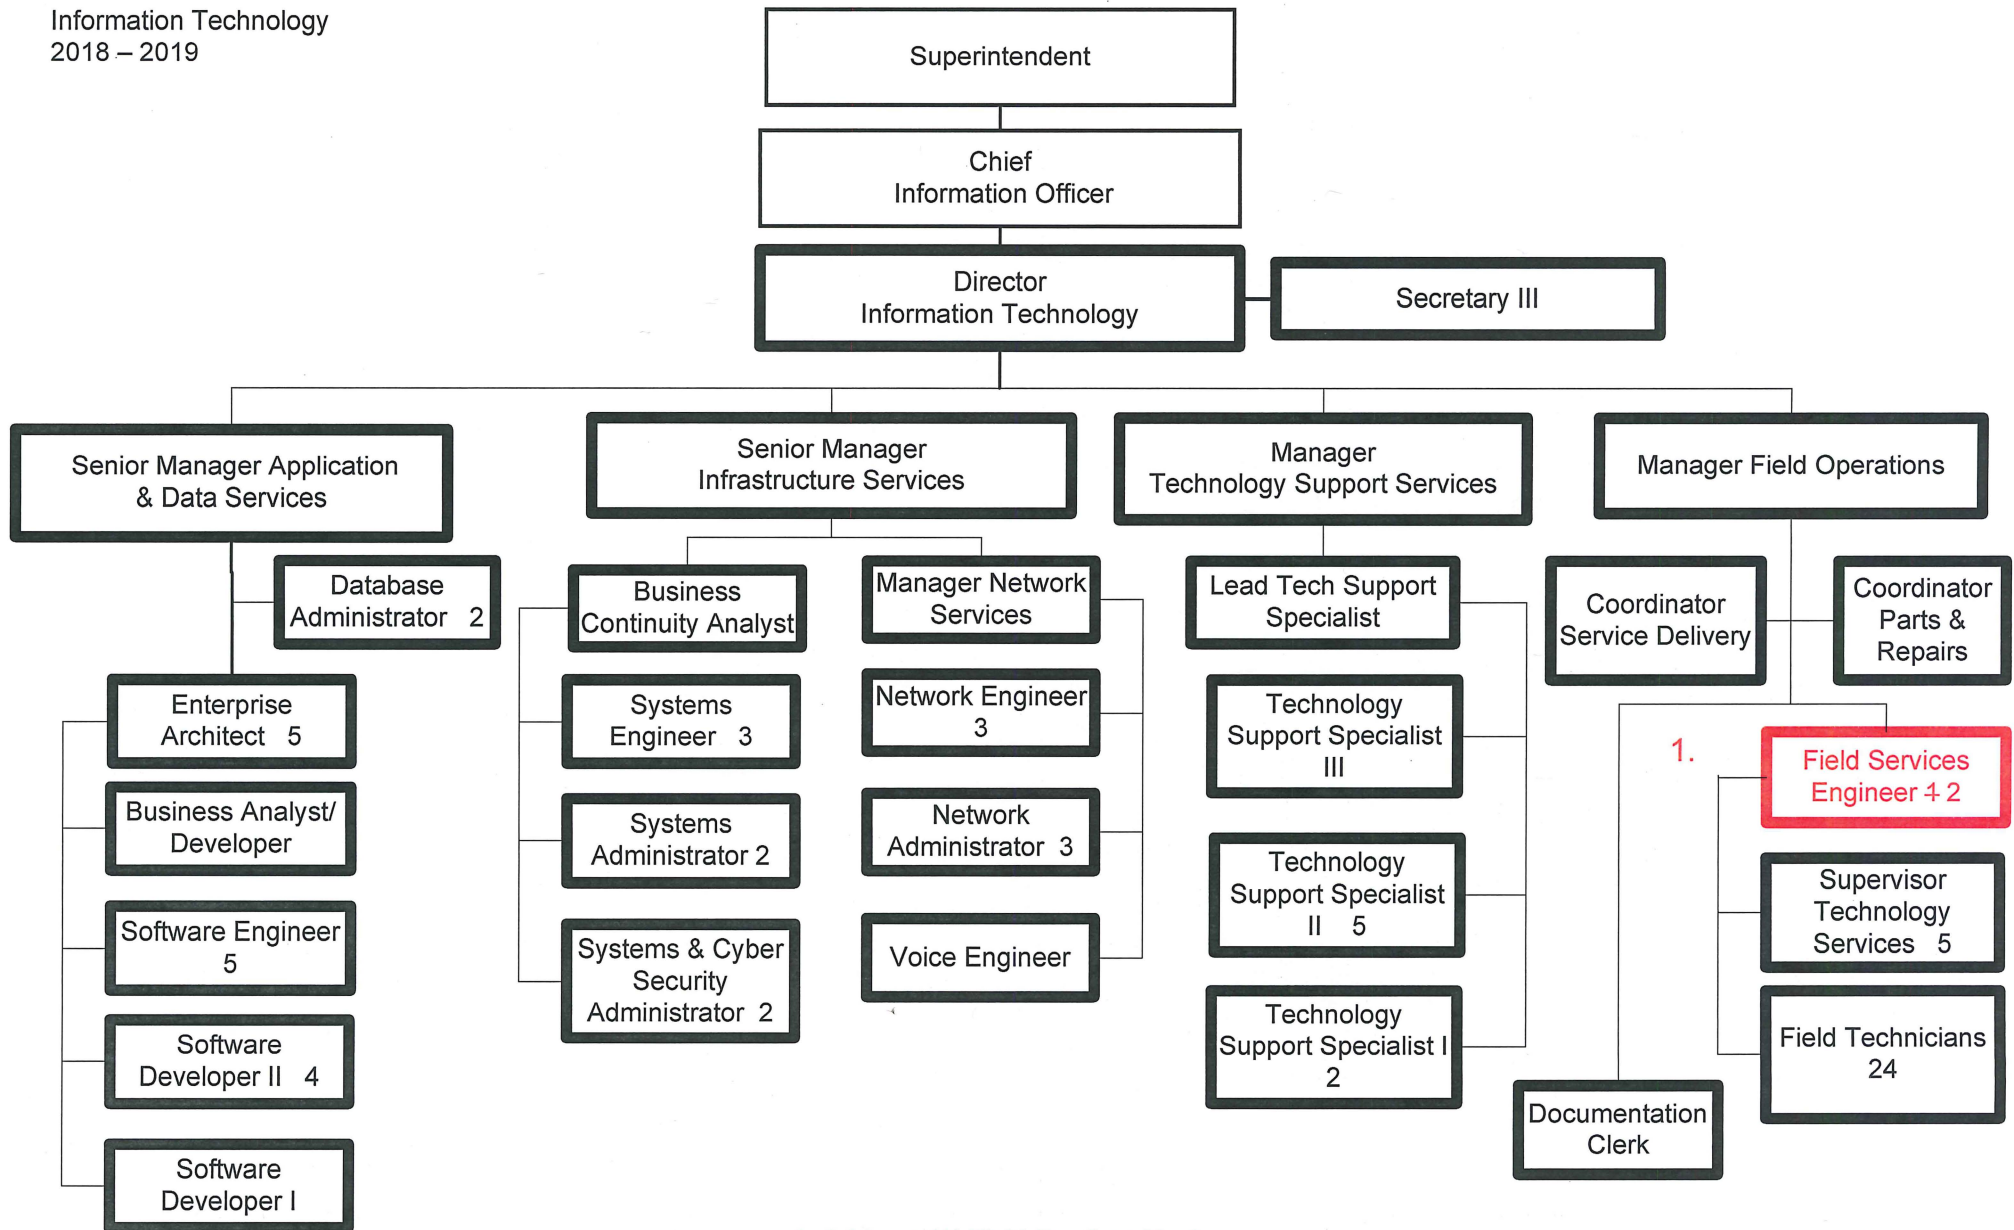 Information Technology
2018 – 2019
Superintendent
Chief
Information Officer
Director
Information Technology
Secretary III
Senior Manager Application
& Data Services
Senior Manager
Infrastructure Services
Manager
Technology Support Services
Manager Field Operations
Database
Administrator 2
Enterprise
Architect 5
Business Analyst/
Developer
Software Engineer
5
Software
Developer II 4
Software
Developer I
Business
Continuity Analyst
Systems
Engineer 3
Systems
Administrator 2
Systems & Cyber
Security
Administrator 2
Manager Network
Services
Network Engineer
3
Network
Administrator 3
Voice Engineer
Lead Tech Support
Specialist
Technology
Support Specialist
III
Technology
Support Specialist
II 5
Technology
Support Specialist I
2
Coordinator
Service Delivery
Coordinator
Parts &
Repairs
1.
Field Services
Engineer 1 2
Supervisor
Technology
Services 5
Field Technicians
24
Documentation
Clerk